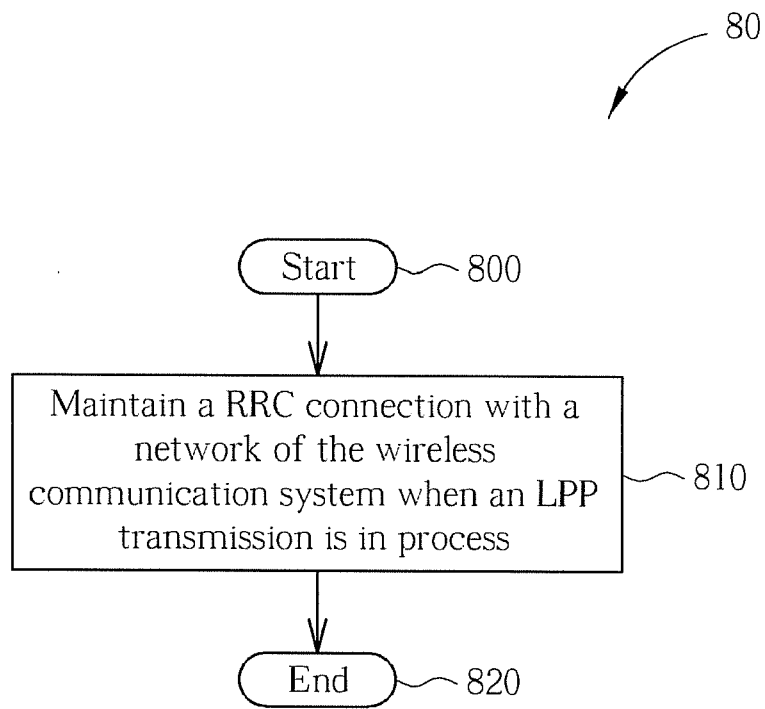 80
Start
800
Maintain a RRC connection with a
network of the wireless
communication system when an LPP
transmission is in process
810
End
820